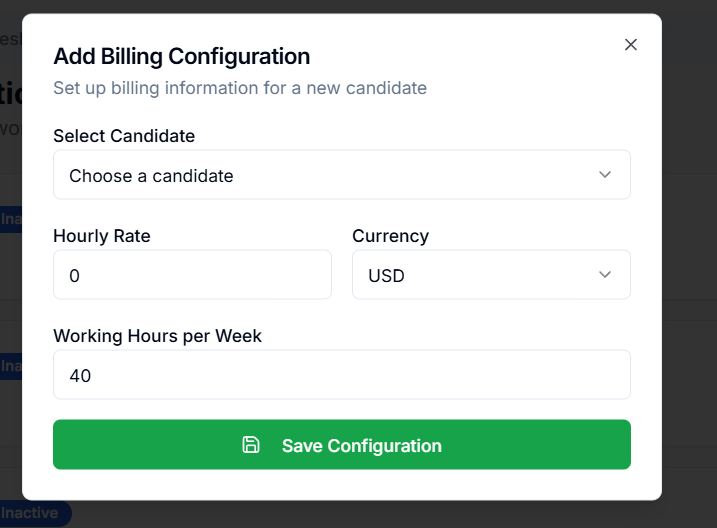 Add Billing Configuration
Set up billing information for a new candidate
Select Candidate
Choose a candidate
Hourly Rate
Currency
0
USD
Working Hours per Week
40
Save Configuration
Inactive